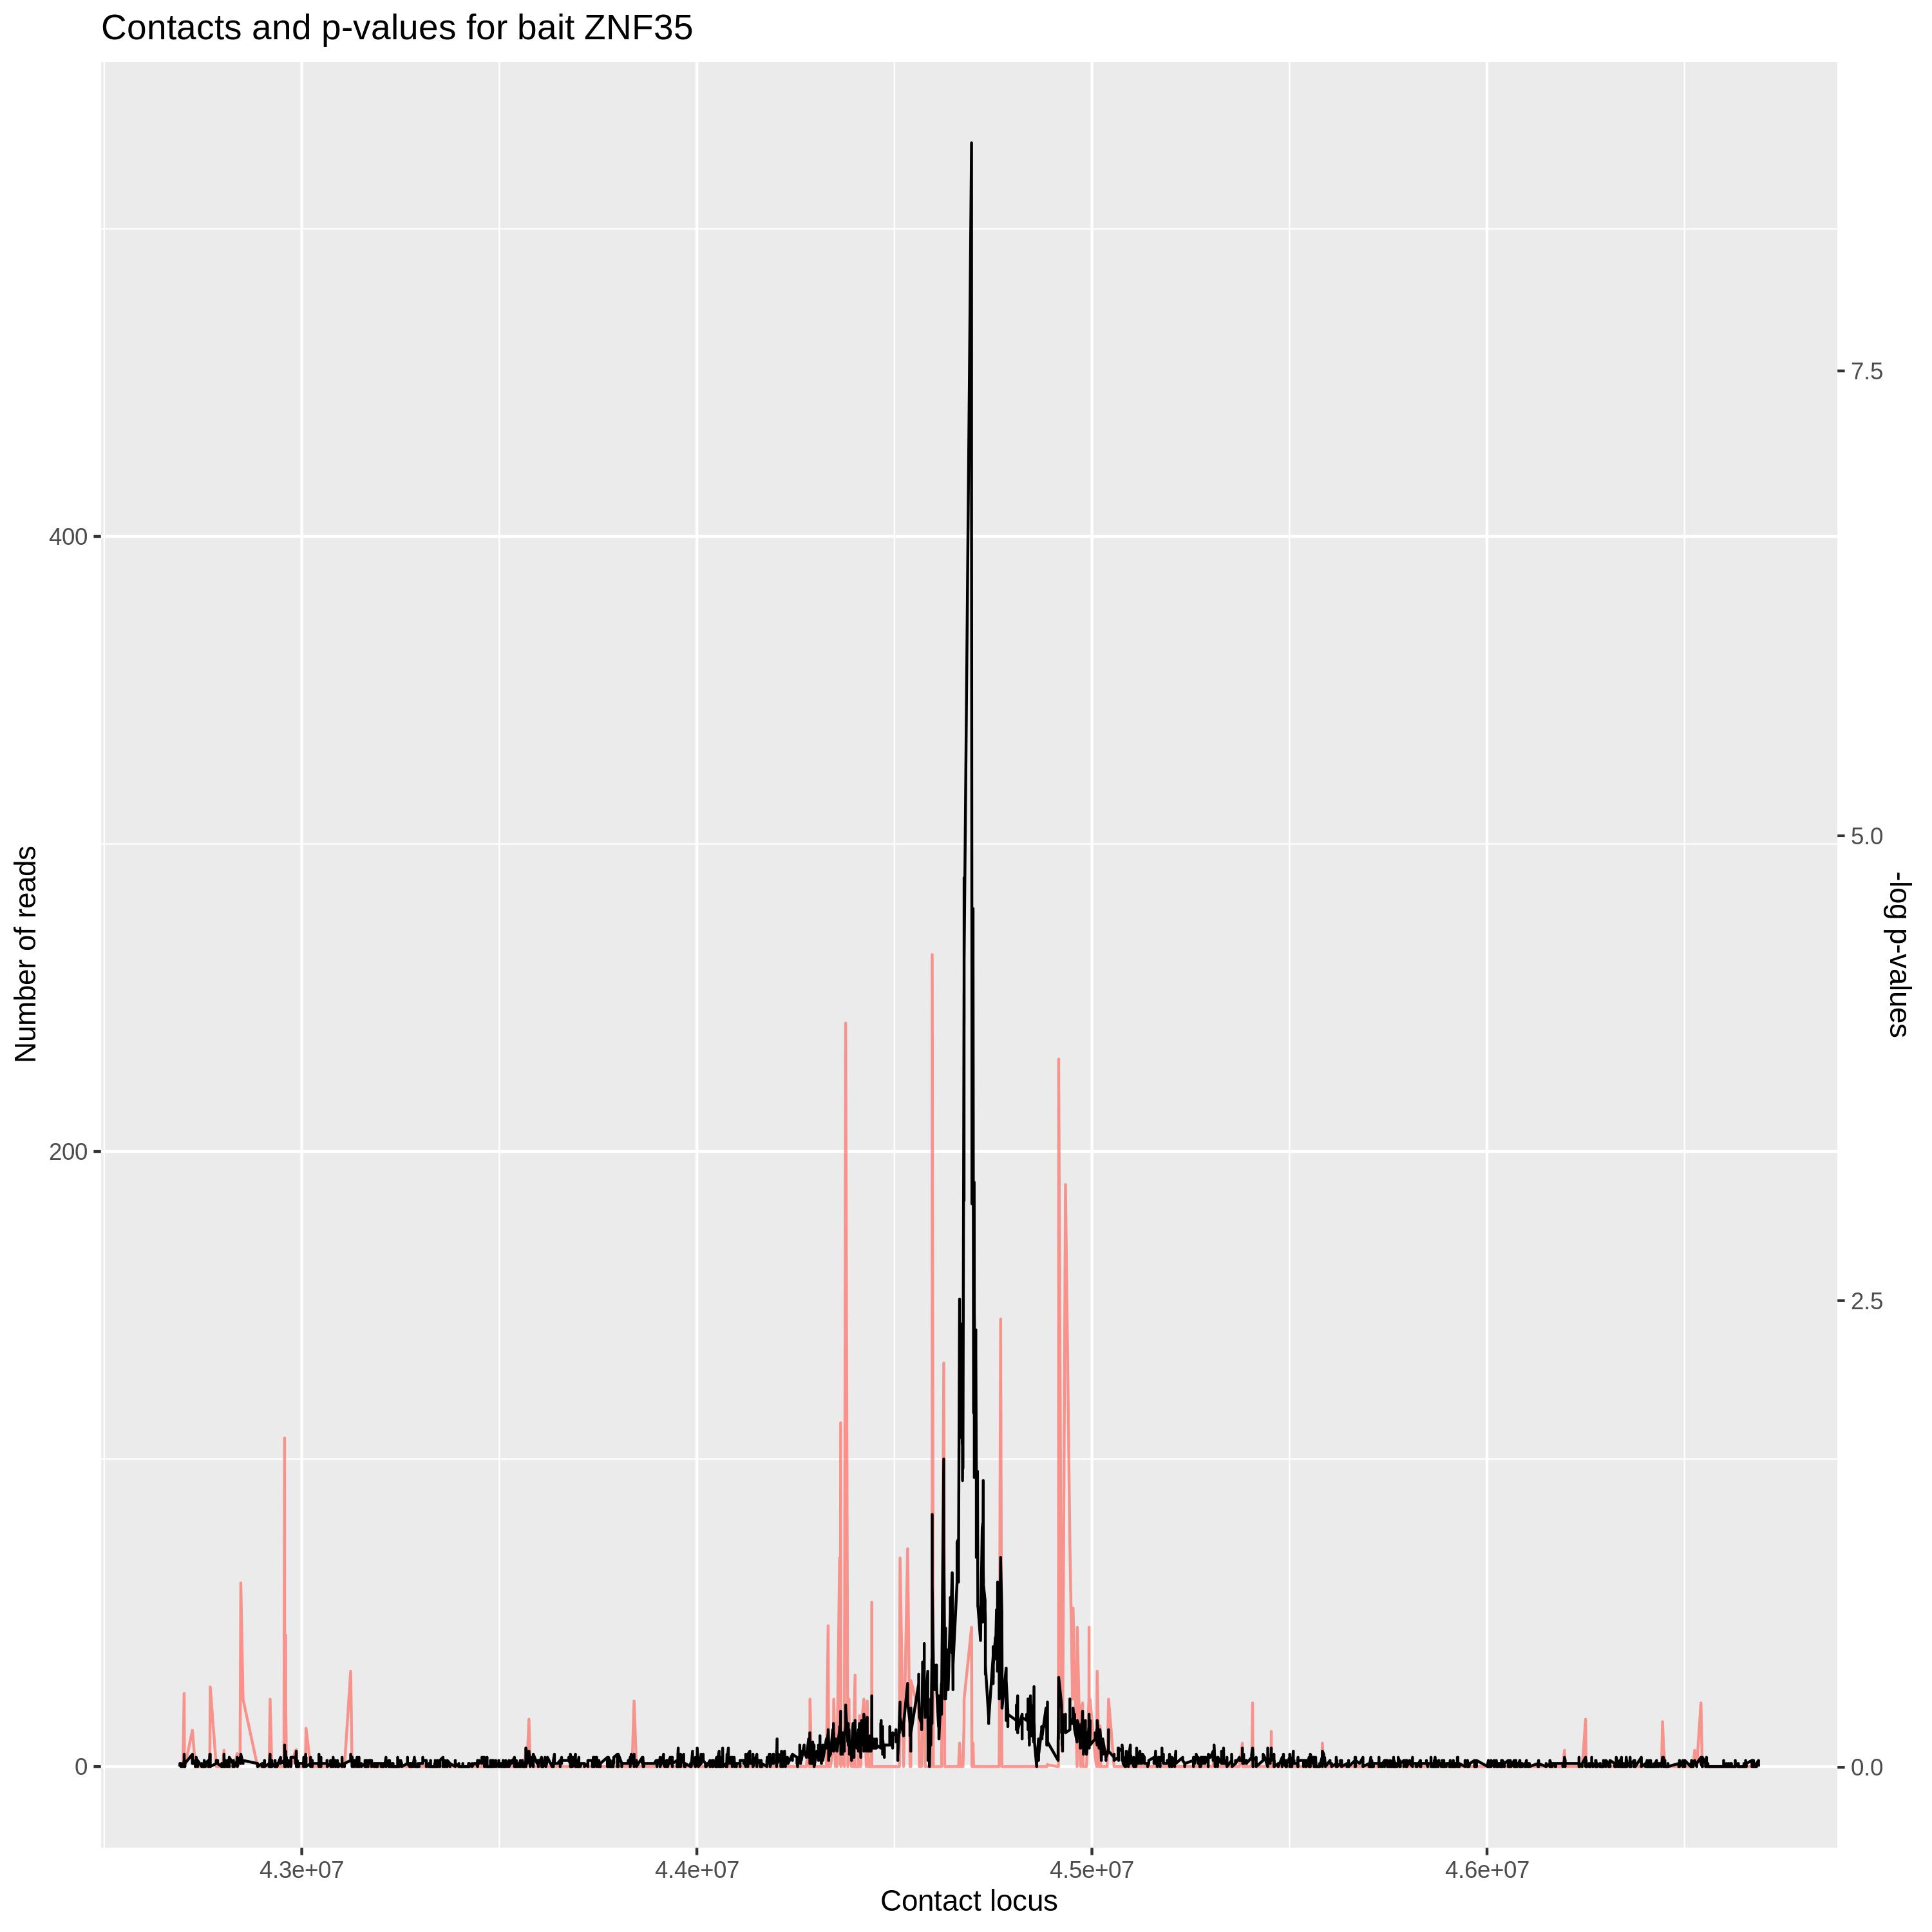 Contacts and p-values for bait ZNF35
Number of reads
400
200
0
7.5
5.0
2.5
0.0
-log p-values
4.3e+07
4.4e+07
4.5e+07
4.6e+07
Contact locus